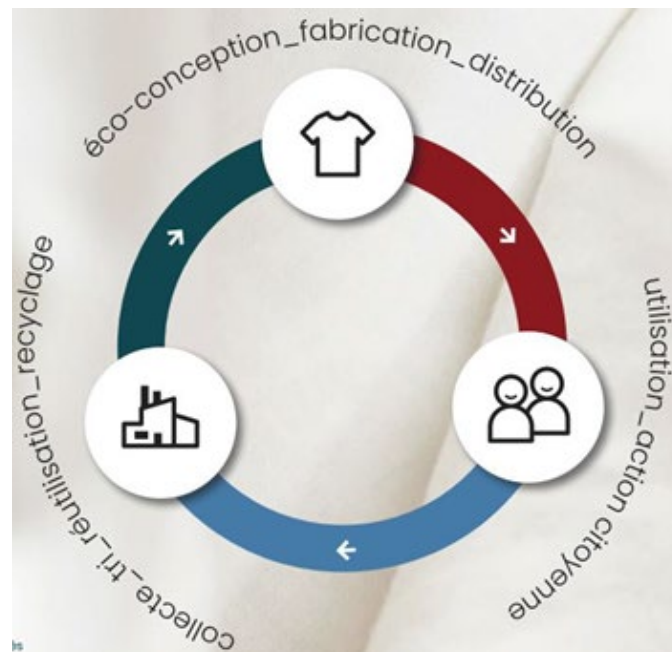 éco-conception_fabrication_distribution
utilisation_action citoyenne
collecte_tri_réutilisation_recyclage